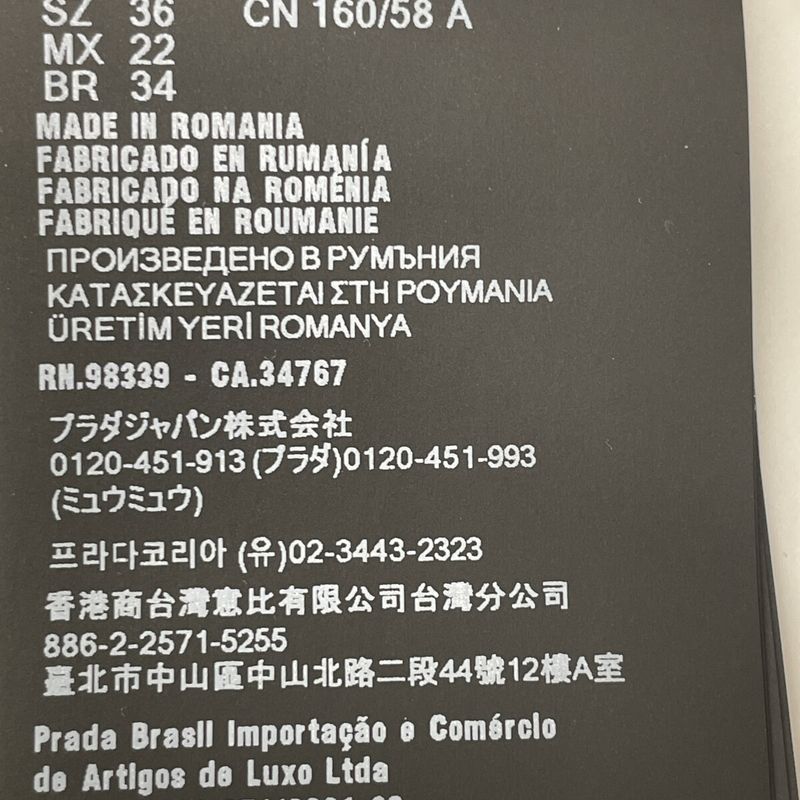 SZ 36 CN 160/58 A
MX 22
BR 34
MADE IN ROMANIA
FABRICADO EN RUMANÍA
FABRICADO NA ROMÉNIA
FABRIQUÉ EN ROUMANIE
ПРОИЗВЕДЕНО В РУМЪНИЯ
ΚΑΤΑΣΚΕΥΑΖΕΤΑΙ ΣΤΗ ΡΟΥΜΑΝΙΑ
ÜRETİM YERİ ROMANYA
RN.98339 - CA.34767
プラダジャパン株式会社
0120-451-913 (プラダ)0120-451-993
(ミュウミュウ)
프라다코리아 (유)02-3443-2323
香港商台灣惠比有限公司台灣分公司
886-2-2571-5255
臺北市中山區中山北路二段44號12樓A室
Prada Brasil Importação e Comércio
de Artigos de Luxo Ltda